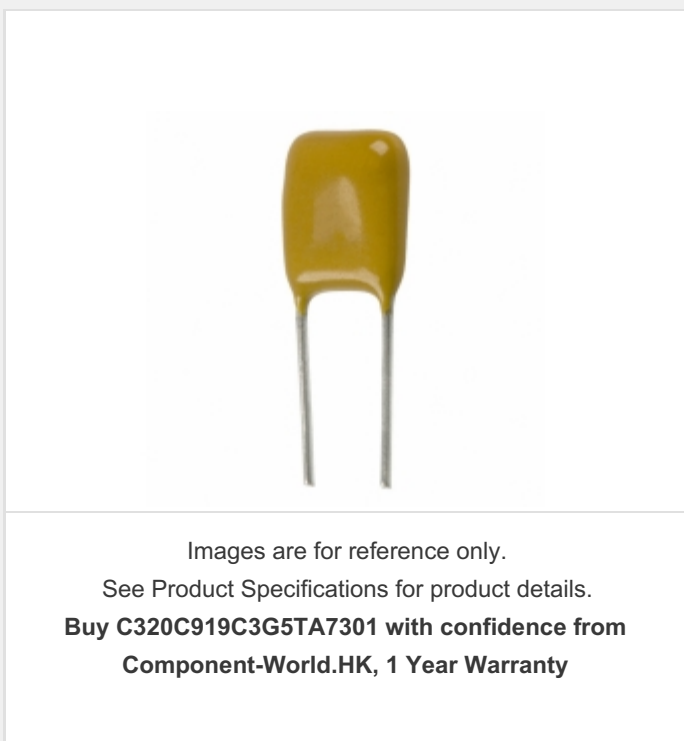 Images are for reference only.
See Product Specifications for product details.
Buy C320C919C3G5TA7301 with confidence from
Component-World.HK, 1 Year Warranty